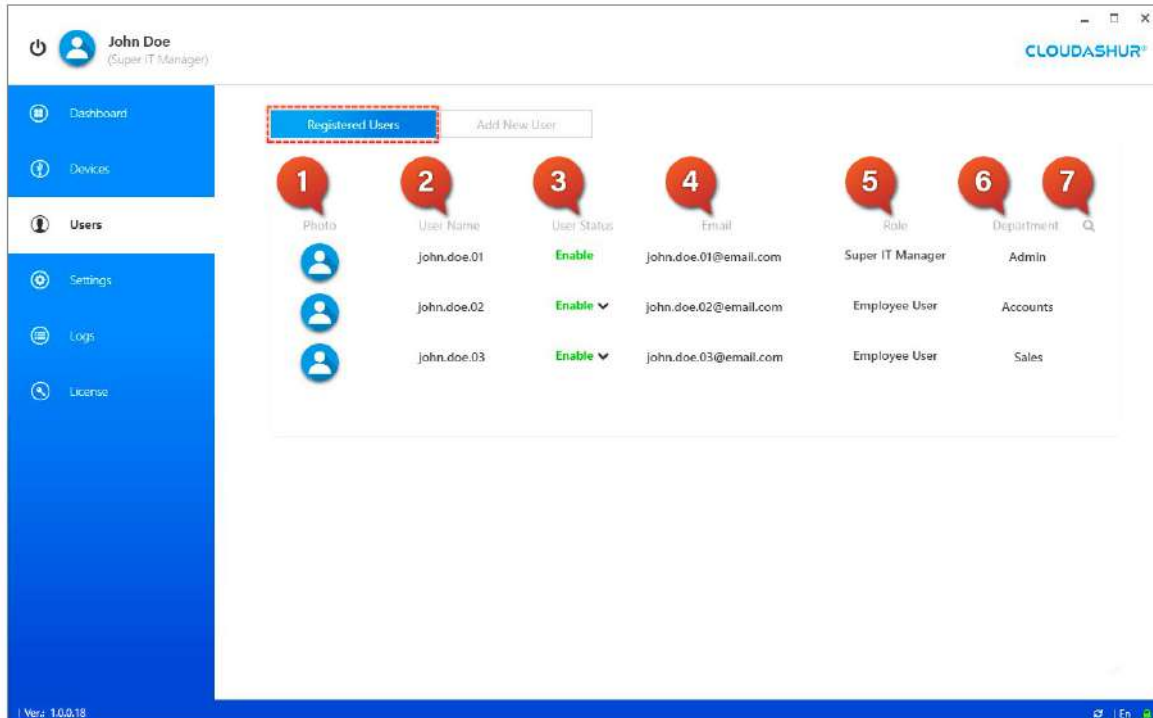 John Doe
(Super IT Manager)
CLOUDASHUR®
Dashboard
Devices
Users
Settings
Logs
License
Registered Users
Add New User
1 2 3 4 5 6 7
Photo User Name User Status Email Role Department
john.doe.01 Enable john.doe.01@email.com Super IT Manager Admin
john.doe.02 Enable john.doe.02@email.com Employee User Accounts
john.doe.03 Enable john.doe.03@email.com Employee User Sales
| Ver.: 1.0.0.18
| En